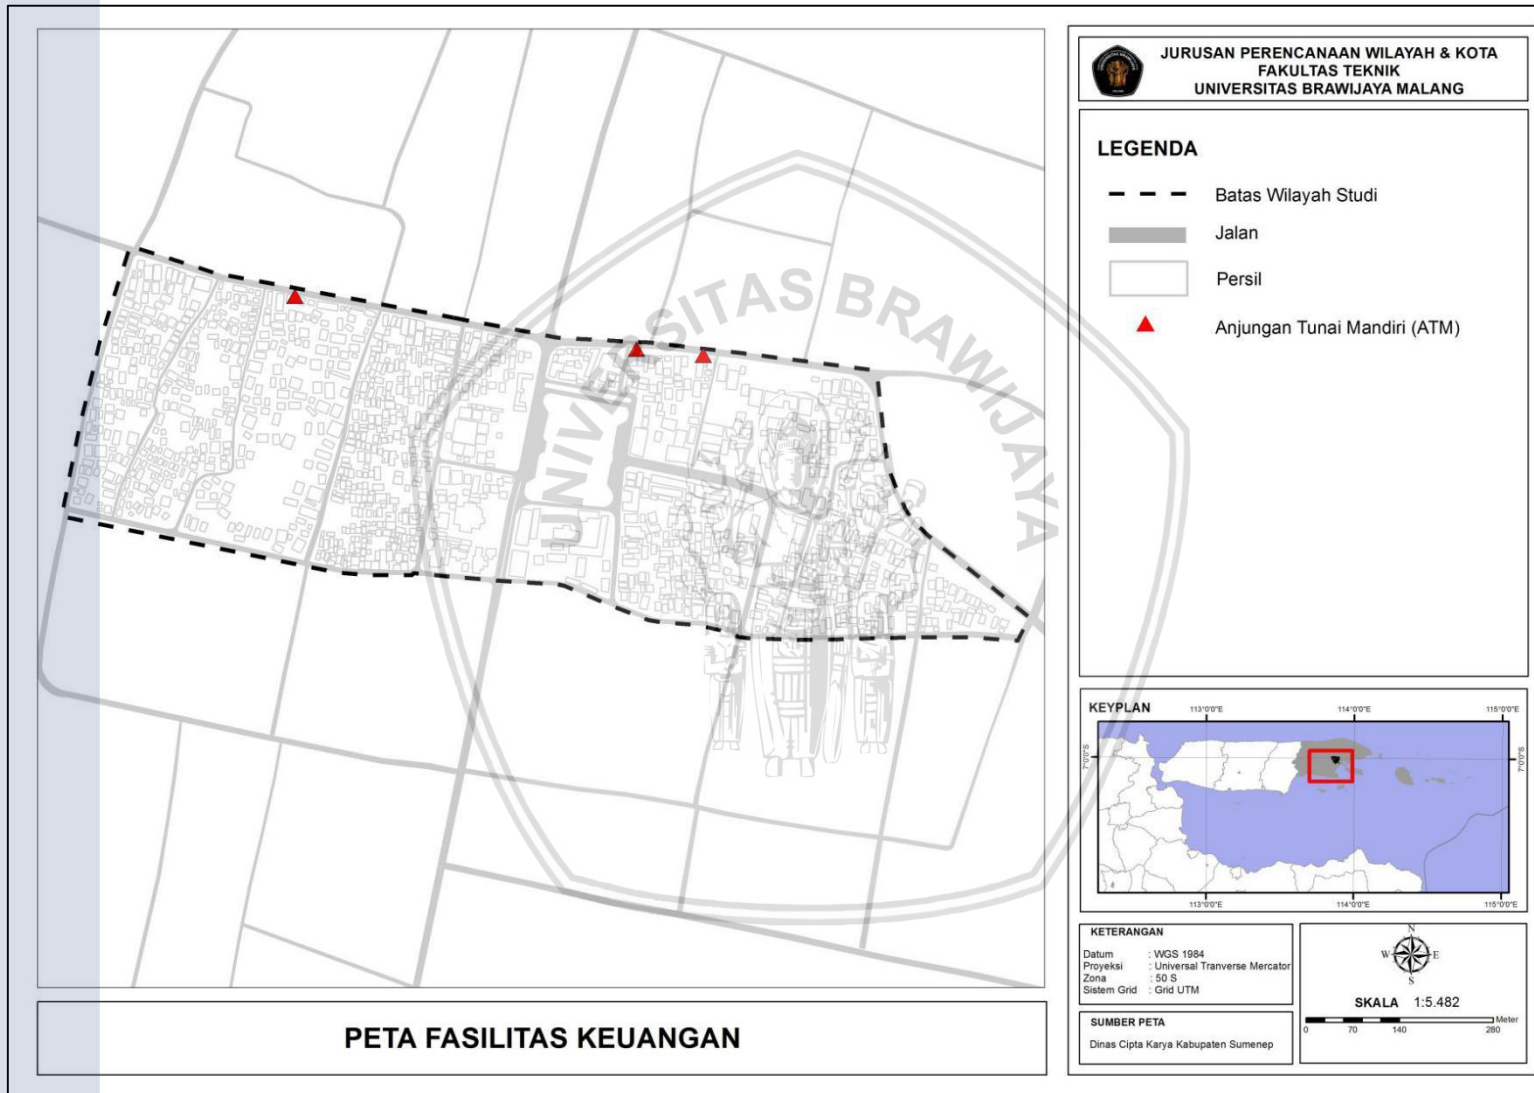 JURUSAN PERENCANAAN WILAYAH & KOTA
FAKULTAS TEKNIK
UNIVERSITAS BRAWIJAYA MALANG
LEGENDA
Batas Wilayah Studi
Jalan
Persil
Anjungan Tunai Mandiri (ATM)
UNIVERSITAS BRAWIJAYA
KEYPLAN
113°0'0"E 114°0'0"E 115°0'0"E
7°0'0"S 7°0'0"S
113°0'0"E 114°0'0"E 115°0'0"E
KETERANGAN
Datum : WGS 1984
Proyeksi : Universal Tranverse Mercator
Zona : 50 S
Sistem Grid : Grid UTM
SUMBER PETA
Dinas Cipta Karya Kabupaten Sumenep
N
W E
S
SKALA 1:5.482
Meter
0 70 140 280
PETA FASILITAS KEUANGAN